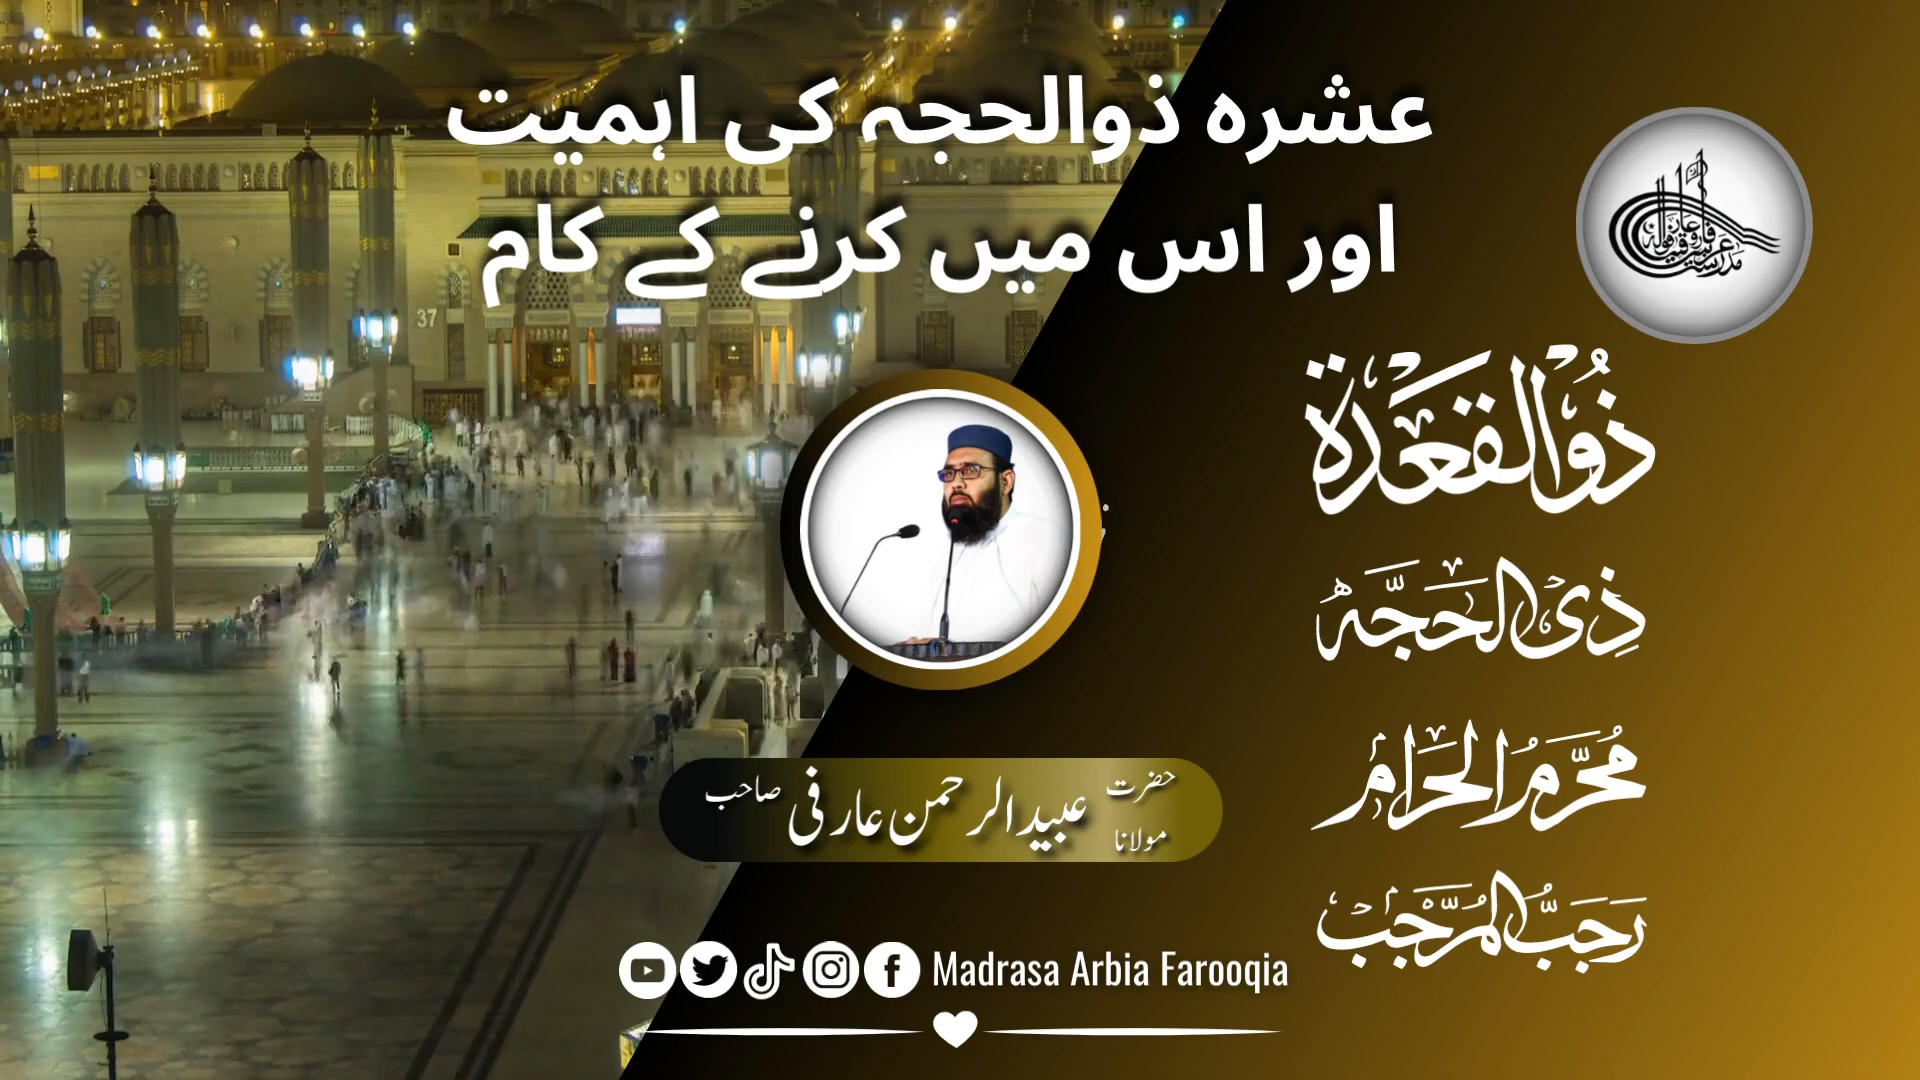 عشرہ ذوالحجہ کی اہمیت
اور اس میں کرنے کے کام
37
ذُوالقَعَدَة
ذِی الحَجَّہ
مُحَرَّمُ الحَرَام
رَجَبُّ المُرَجَّب
حضرت مولانا عبیدالرحمن عارفی صاحب
Madrasa Arbia Farooqia